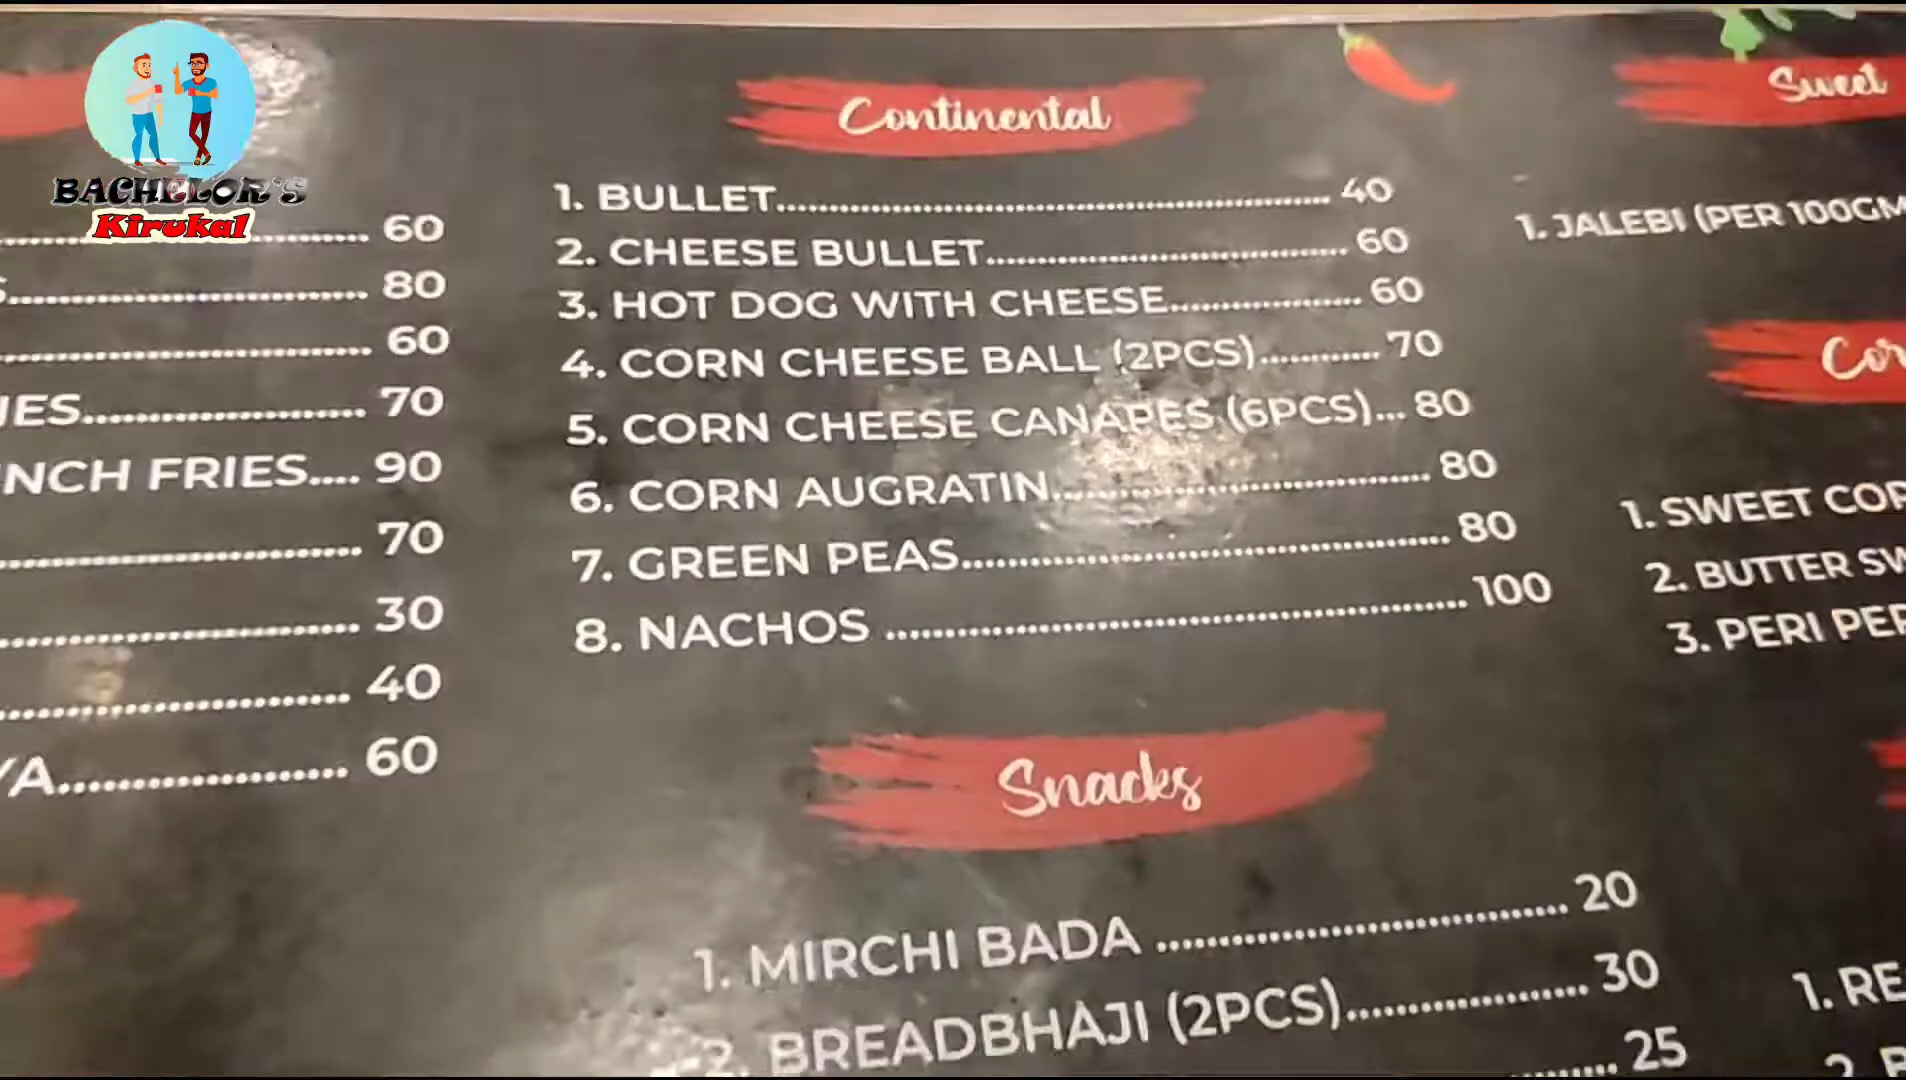 BACHELOR'S
Kirukal
60
80
60
70
NCH FRIES.... 90
70
30
40
60
Continental
1. BULLET 40
2. CHEESE BULLET 60
3. HOT DOG WITH CHEESE 60
4. CORN CHEESE BALL (2PCS) 70
5. CORN CHEESE CANAPES (6PCS)... 80
6. CORN AUGRATIN 80
7. GREEN PEAS 80
8. NACHOS 100
Snacks
1. MIRCHI BADA 20
2. BREADBHAJI (2PCS) 30
25
Sweet
1. JALEBI (PER 100GM
1. SWEET COR
2. BUTTER SW
3. PERI PER